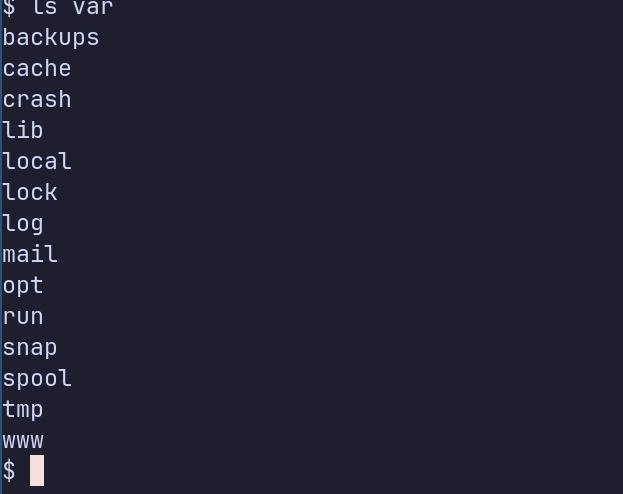 $ ls var
backups
cache
crash
lib
local
lock
log
mail
opt
run
snap
spool
tmp
www
$